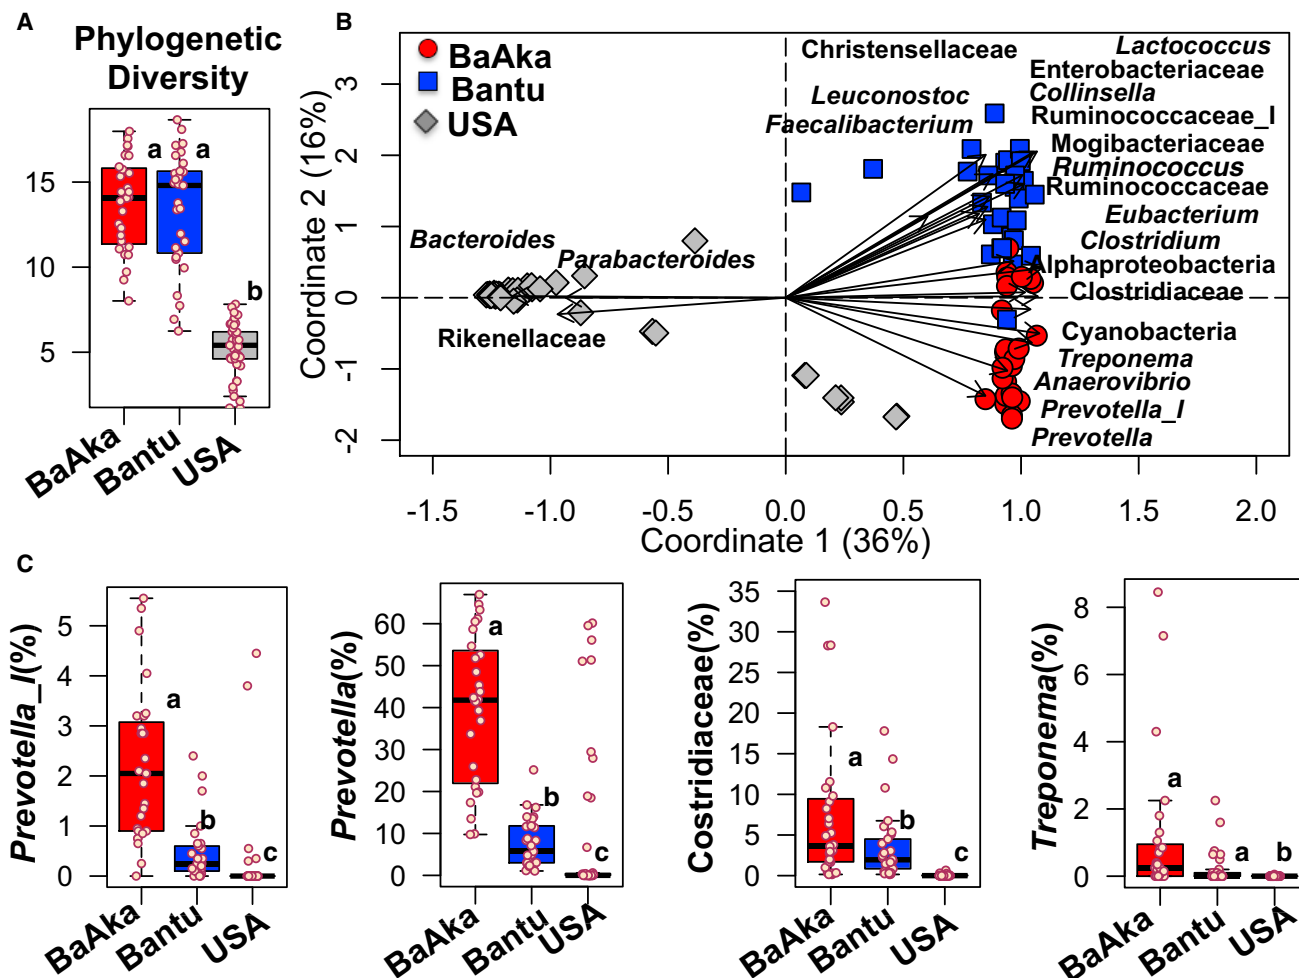 A
Phylogenetic
Diversity
15
10
5
a
a
b
BaAka
Bantu
USA
B
BaAka
Bantu
USA
Coordinate 2 (16%)
3
2
1
0
-1
-2
Christensellaceae
Lactococcus
Enterobacteriaceae
Collinsella
Leuconostoc
Ruminococcaceae_I
Faecalibacterium
Mogibacteriaceae
Ruminococcus
Ruminococcaceae
Eubacterium
Bacteroides
Clostridium
Parabacteroides
Alphaproteobacteria
Clostridiaceae
Rikenellaceae
Cyanobacteria
Treponema
Anaerovibrio
Prevotella_I
Prevotella
-1.5 -1.0 -0.5 0.0 0.5 1.0 1.5 2.0
Coordinate 1 (36%)
C
Prevotella_I(%)
5
4
3
2
1
0
a
b
c
BaAka
Bantu
USA
Prevotella(%)
60
50
40
30
20
10
0
a
b
c
BaAka
Bantu
USA
Costridiaceae(%)
35
30
25
20
15
10
5
0
a
b
c
BaAka
Bantu
USA
Treponema(%)
8
6
4
2
0
a
a
b
BaAka
Bantu
USA